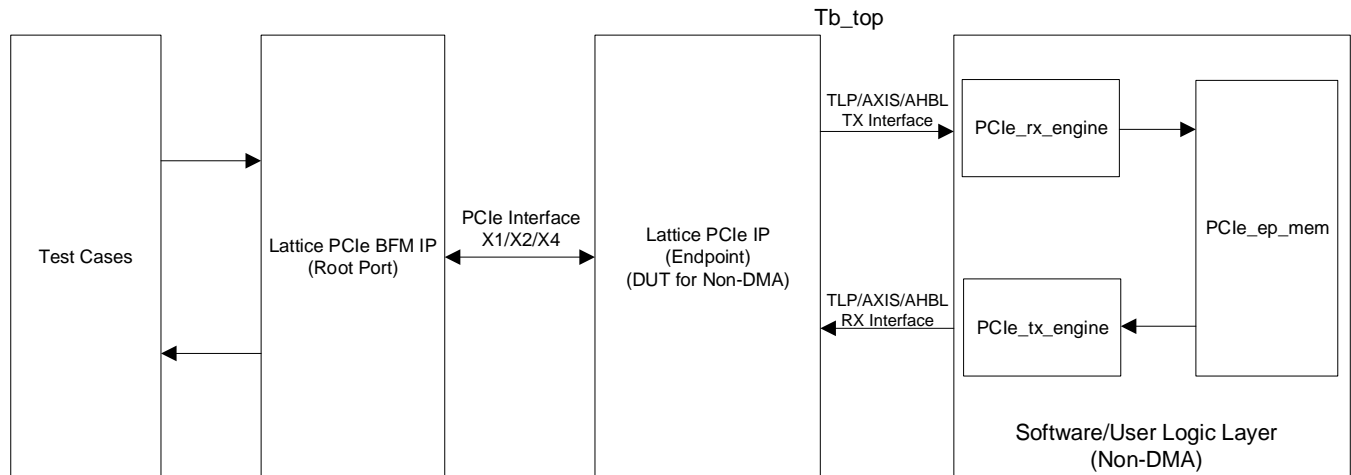 Tb_top
Test Cases
Lattice PCIe BFM IP
(Root Port)
PCIe Interface
X1/X2/X4
Lattice PCIe IP
(Endpoint)
(DUT for Non-DMA)
TLP/AXIS/AHBL
TX Interface
TLP/AXIS/AHBL
RX Interface
PCIe_rx_engine
PCIe_ep_mem
PCIe_tx_engine
Software/User Logic Layer
(Non-DMA)